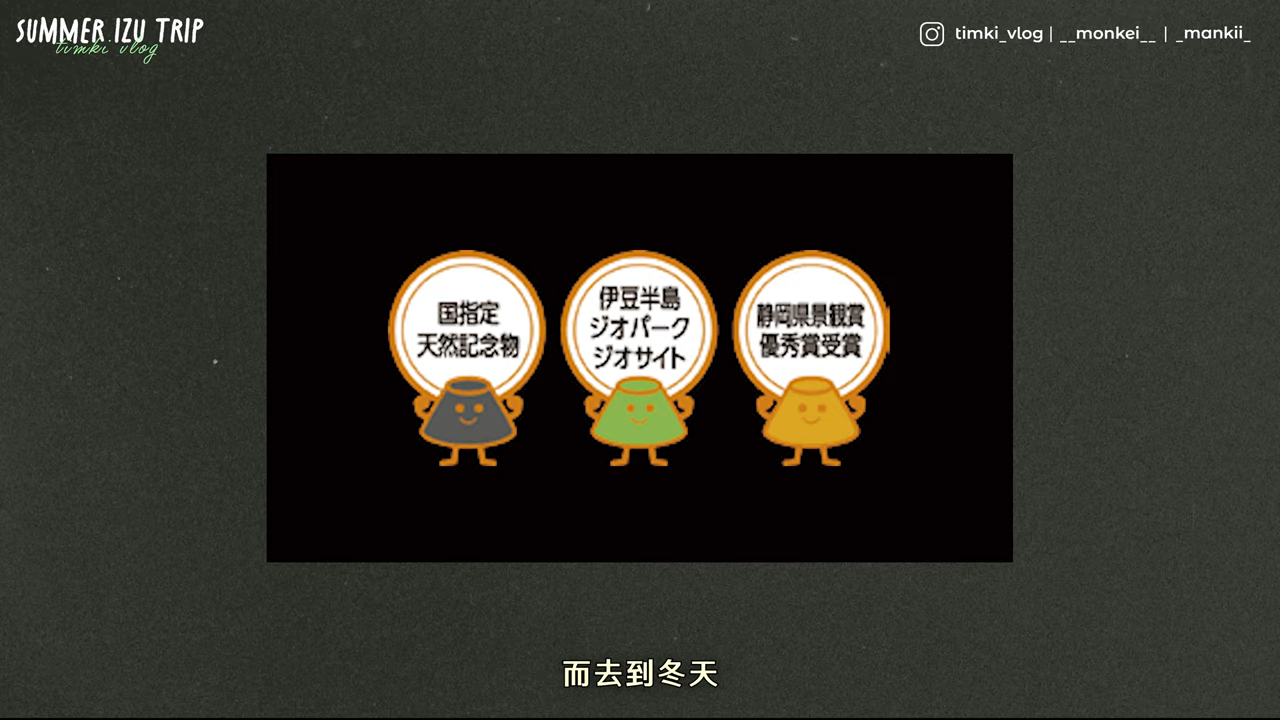 SUMMER IZU TRIP
timki vlog
timki_vlog | __monkei__ | _mankii_
国指定
天然記念物
伊豆半島
ジオパーク
ジオサイト
静岡県景観賞
優秀賞受賞
而去到冬天